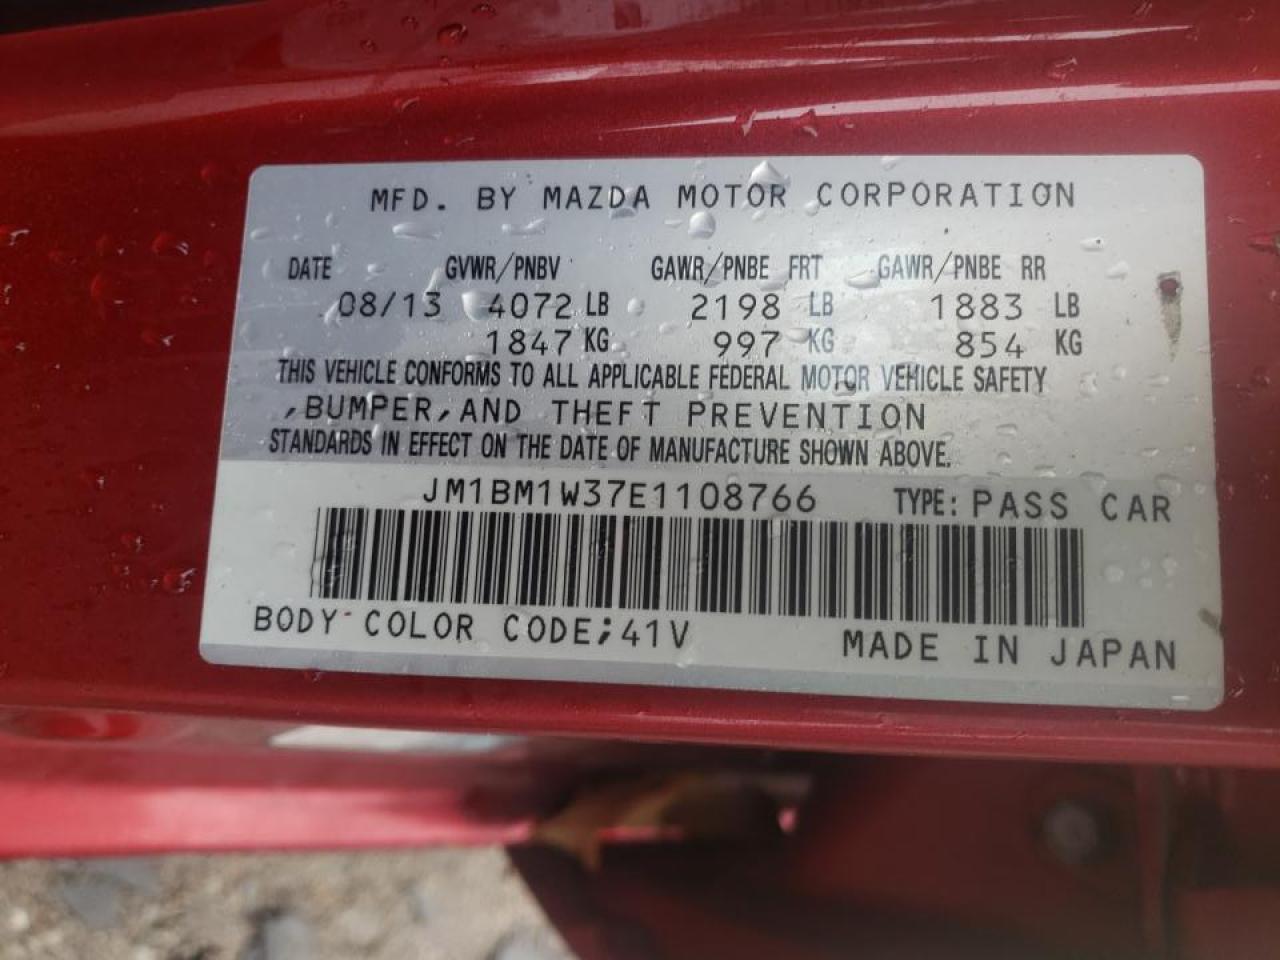 MFD. BY MAZDA MOTOR CORPORATION
DATE GVWR/PNBV GAWR/PNBE FRT GAWR/PNBE RR
08/13 4072 LB 2198 LB 1883 LB
1847 KG 997 KG 854 KG
THIS VEHICLE CONFORMS TO ALL APPLICABLE FEDERAL MOTOR VEHICLE SAFETY
,BUMPER,AND THEFT PREVENTION
STANDARDS IN EFFECT ON THE DATE OF MANUFACTURE SHOWN ABOVE.
JM1BM1W37E1108766 TYPE: PASS CAR
BODY COLOR CODE;41V MADE IN JAPAN